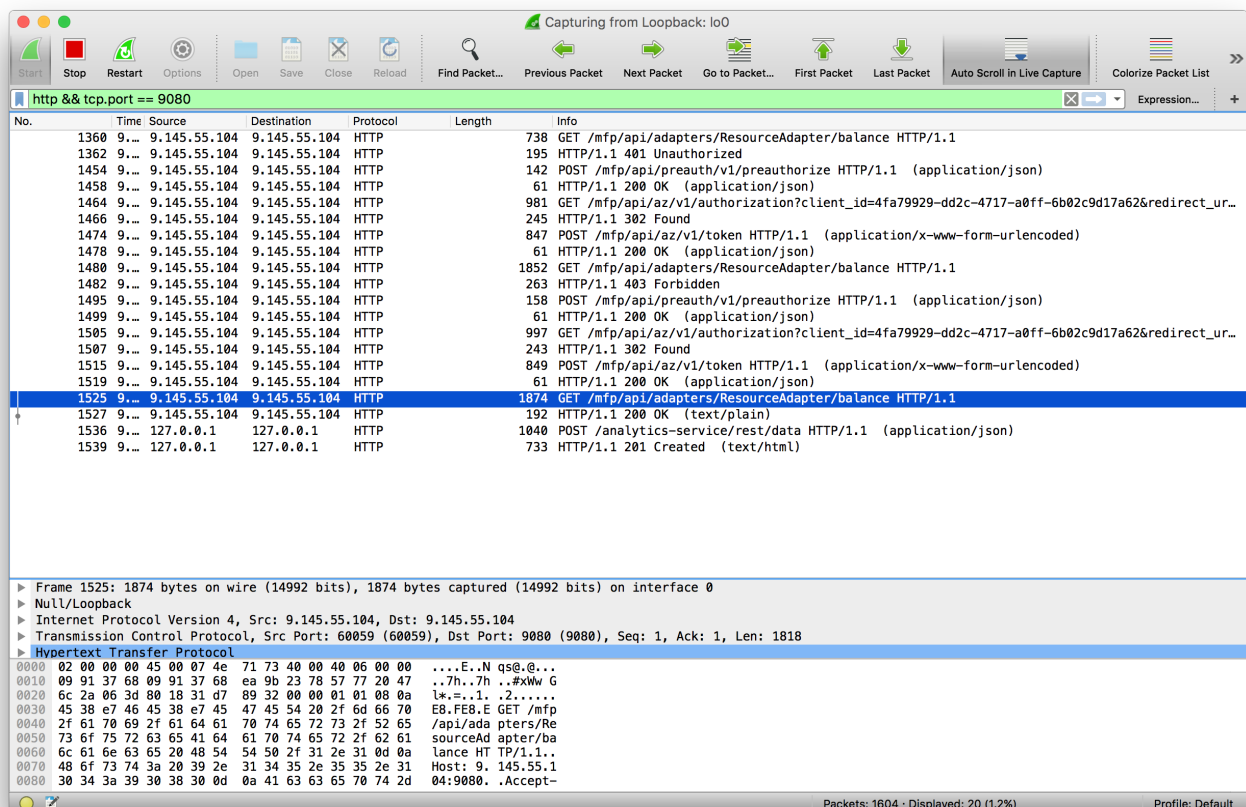 Capturing from Loopback: lo0
Start Stop Restart Options Open Save Close Reload Find Packet... Previous Packet Next Packet Go to Packet... First Packet Last Packet Auto Scroll in Live Capture Colorize Packet List »
http && tcp.port == 9080 Expression... +
No. Time Source Destination Protocol Length Info
1360 9.… 9.145.55.104 9.145.55.104 HTTP 738 GET /mfp/api/adapters/ResourceAdapter/balance HTTP/1.1
1362 9.… 9.145.55.104 9.145.55.104 HTTP 195 HTTP/1.1 401 Unauthorized
1454 9.… 9.145.55.104 9.145.55.104 HTTP 142 POST /mfp/api/preauth/v1/preauthorize HTTP/1.1 (application/json)
1458 9.… 9.145.55.104 9.145.55.104 HTTP 61 HTTP/1.1 200 OK (application/json)
1464 9.… 9.145.55.104 9.145.55.104 HTTP 981 GET /mfp/api/az/v1/authorization?client_id=4fa79929-dd2c-4717-a0ff-6b02c9d17a62&redirect_ur…
1466 9.… 9.145.55.104 9.145.55.104 HTTP 245 HTTP/1.1 302 Found
1474 9.… 9.145.55.104 9.145.55.104 HTTP 847 POST /mfp/api/az/v1/token HTTP/1.1 (application/x-www-form-urlencoded)
1478 9.… 9.145.55.104 9.145.55.104 HTTP 61 HTTP/1.1 200 OK (application/json)
1480 9.… 9.145.55.104 9.145.55.104 HTTP 1852 GET /mfp/api/adapters/ResourceAdapter/balance HTTP/1.1
1482 9.… 9.145.55.104 9.145.55.104 HTTP 263 HTTP/1.1 403 Forbidden
1495 9.… 9.145.55.104 9.145.55.104 HTTP 158 POST /mfp/api/preauth/v1/preauthorize HTTP/1.1 (application/json)
1499 9.… 9.145.55.104 9.145.55.104 HTTP 61 HTTP/1.1 200 OK (application/json)
1505 9.… 9.145.55.104 9.145.55.104 HTTP 997 GET /mfp/api/az/v1/authorization?client_id=4fa79929-dd2c-4717-a0ff-6b02c9d17a62&redirect_ur…
1507 9.… 9.145.55.104 9.145.55.104 HTTP 243 HTTP/1.1 302 Found
1515 9.… 9.145.55.104 9.145.55.104 HTTP 849 POST /mfp/api/az/v1/token HTTP/1.1 (application/x-www-form-urlencoded)
1519 9.… 9.145.55.104 9.145.55.104 HTTP 61 HTTP/1.1 200 OK (application/json)
1525 9.… 9.145.55.104 9.145.55.104 HTTP 1874 GET /mfp/api/adapters/ResourceAdapter/balance HTTP/1.1
1527 9.… 9.145.55.104 9.145.55.104 HTTP 192 HTTP/1.1 200 OK (text/plain)
1536 9.… 127.0.0.1 127.0.0.1 HTTP 1040 POST /analytics-service/rest/data HTTP/1.1 (application/json)
1539 9.… 127.0.0.1 127.0.0.1 HTTP 733 HTTP/1.1 201 Created (text/html)
Frame 1525: 1874 bytes on wire (14992 bits), 1874 bytes captured (14992 bits) on interface 0
Null/Loopback
Internet Protocol Version 4, Src: 9.145.55.104, Dst: 9.145.55.104
Transmission Control Protocol, Src Port: 60059 (60059), Dst Port: 9080 (9080), Seq: 1, Ack: 1, Len: 1818
Hypertext Transfer Protocol
0000 02 00 00 00 45 00 07 4e 71 73 40 00 40 06 00 00 ....E..N qs@.@...
0010 09 91 37 68 09 91 37 68 ea 9b 23 78 57 77 20 47 ..7h..7h ..#xWw G
0020 6c 2a 06 3d 80 18 31 d7 89 32 00 00 01 01 08 0a l*.=..1. .2......
0030 45 38 e7 46 45 38 e7 45 47 45 54 20 2f 6d 66 70 E8.FE8.E GET /mfp
0040 2f 61 70 69 2f 61 64 61 70 74 65 72 73 2f 52 65 /api/ada pters/Re
0050 73 6f 75 72 63 65 41 64 61 70 74 65 72 2f 62 61 sourceAd apter/ba
0060 6c 61 6e 63 65 20 48 54 54 50 2f 31 2e 31 0d 0a lance HT TP/1.1..
0070 48 6f 73 74 3a 20 39 2e 31 34 35 2e 35 35 2e 31 Host: 9. 145.55.1
0080 30 34 3a 39 30 38 30 0d 0a 41 63 63 65 70 74 2d 04:9080. .Accept-
Packets: 1604 · Displayed: 20 (1.2%) Profile: Default